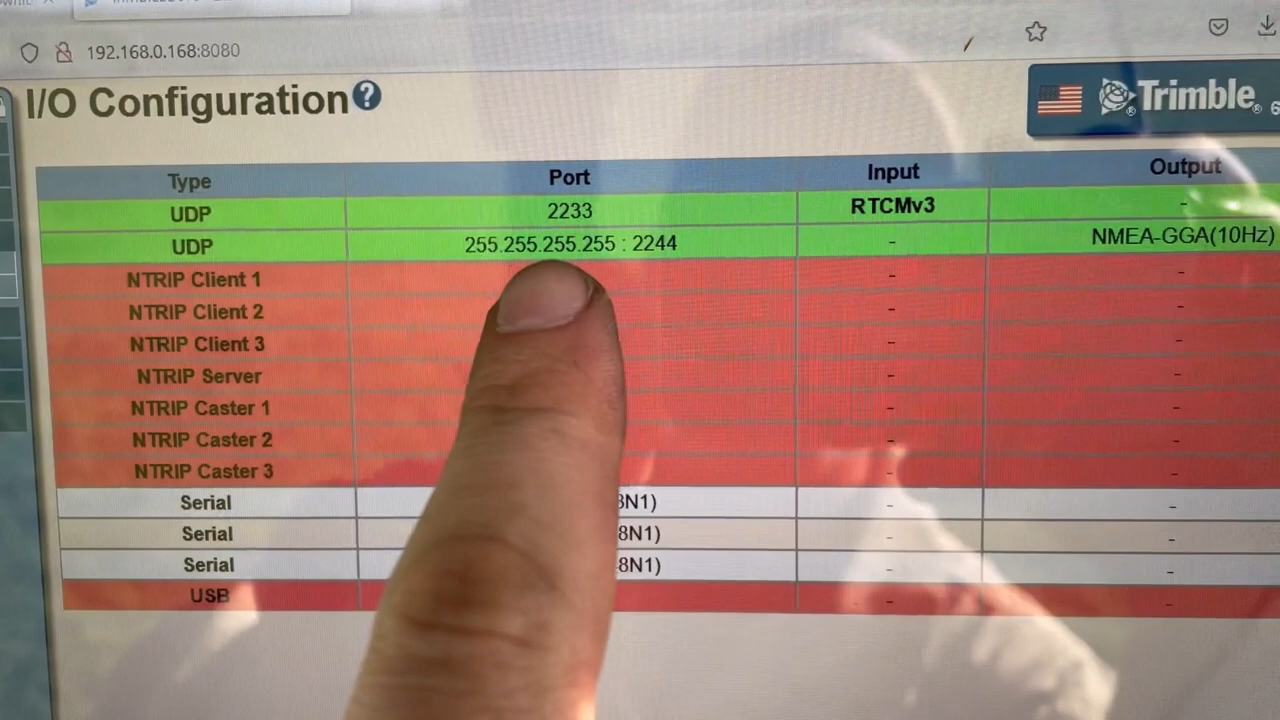 192.168.0.168:8080
I/O Configuration ?
Trimble
Type Port Input Output
UDP 2233 RTCMv3 -
UDP 255.255.255.255 : 2244 - NMEA-GGA(10Hz)
NTRIP Client 1 - -
NTRIP Client 2 - -
NTRIP Client 3 - -
NTRIP Server - -
NTRIP Caster 1 - -
NTRIP Caster 2 - -
NTRIP Caster 3 - -
Serial 8N1) - -
Serial 8N1) - -
Serial 8N1) - -
USB - -